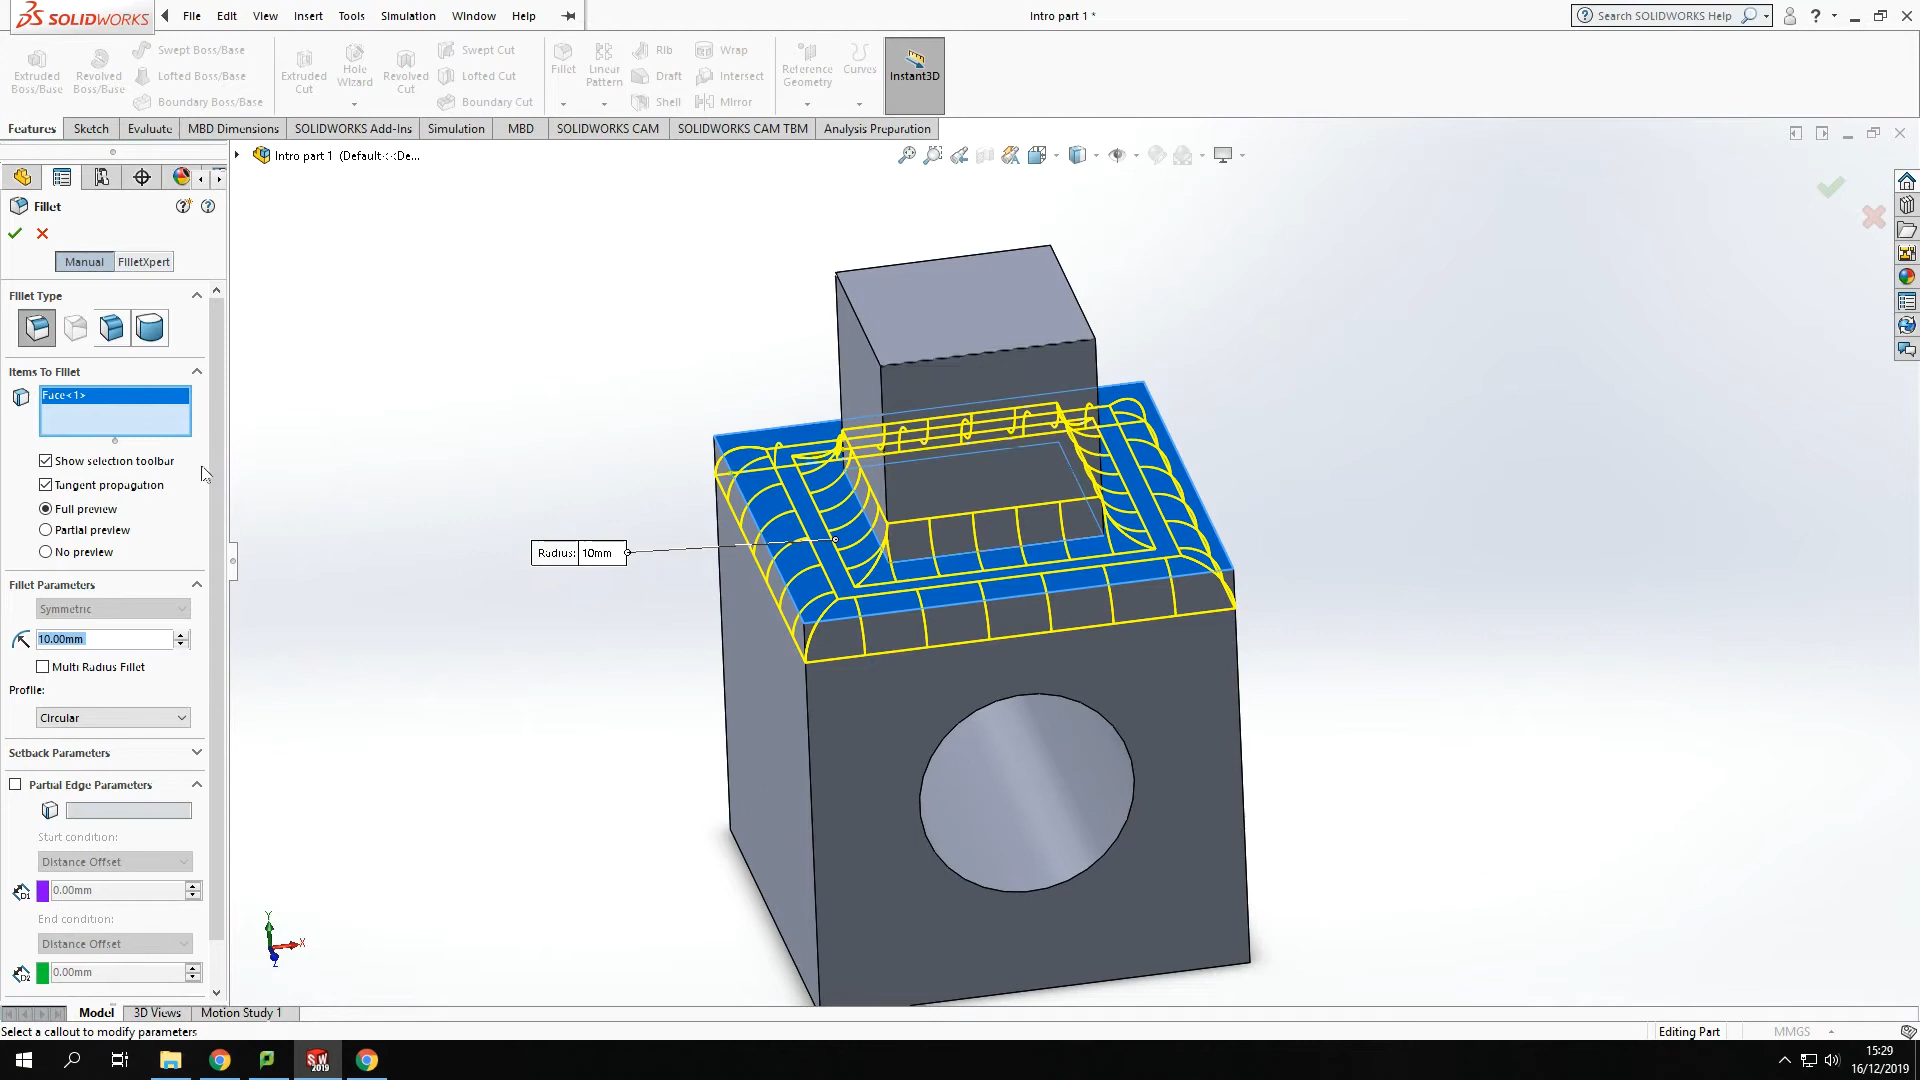 SOLIDWORKS
File
Edit
View
Insert
Tools
Simulation
Window
Help
Intro part 1 *
Search SOLIDWORKS Help
Extruded Boss/Base
Revolved Boss/Base
Swept Boss/Base
Lofted Boss/Base
Boundary Boss/Base
Extruded Cut
Hole Wizard
Revolved Cut
Swept Cut
Lofted Cut
Boundary Cut
Fillet
Linear Pattern
Rib
Draft
Shell
Wrap
Intersect
Mirror
Reference Geometry
Curves
Instant3D
Features
Sketch
Evaluate
MBD Dimensions
SOLIDWORKS Add-Ins
Simulation
MBD
SOLIDWORKS CAM
SOLIDWORKS CAM TBM
Analysis Preparation
Intro part 1 (Default<<De...
Fillet
Manual
FilletXpert
Fillet Type
Items To Fillet
Face<1>
Show selection toolbar
Tangent propagation
Full preview
Partial preview
No preview
Fillet Parameters
Symmetric
10.00mm
Multi Radius Fillet
Profile:
Circular
Setback Parameters
Partial Edge Parameters
Start condition:
Distance Offset
D1
0.00mm
End condition:
Distance Offset
D2
0.00mm
Radius: 10mm
Y
X
Z
Model
3D Views
Motion Study 1
Select a callout to modify parameters
Editing Part
MMGS
SW
2019
15:29
16/12/2019